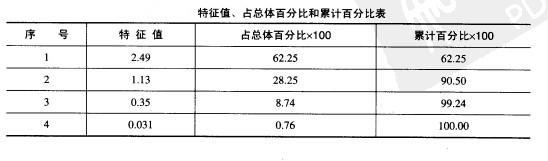 特征值、占总体百分比和累计百分比表
序 号 特 征 值 占总体百分比×100 累计百分比×100
1 2.49 62.25 62.25
2 1.13 28.25 90.50
3 0.35 8.74 99.24
4 0.031 0.76 100.00